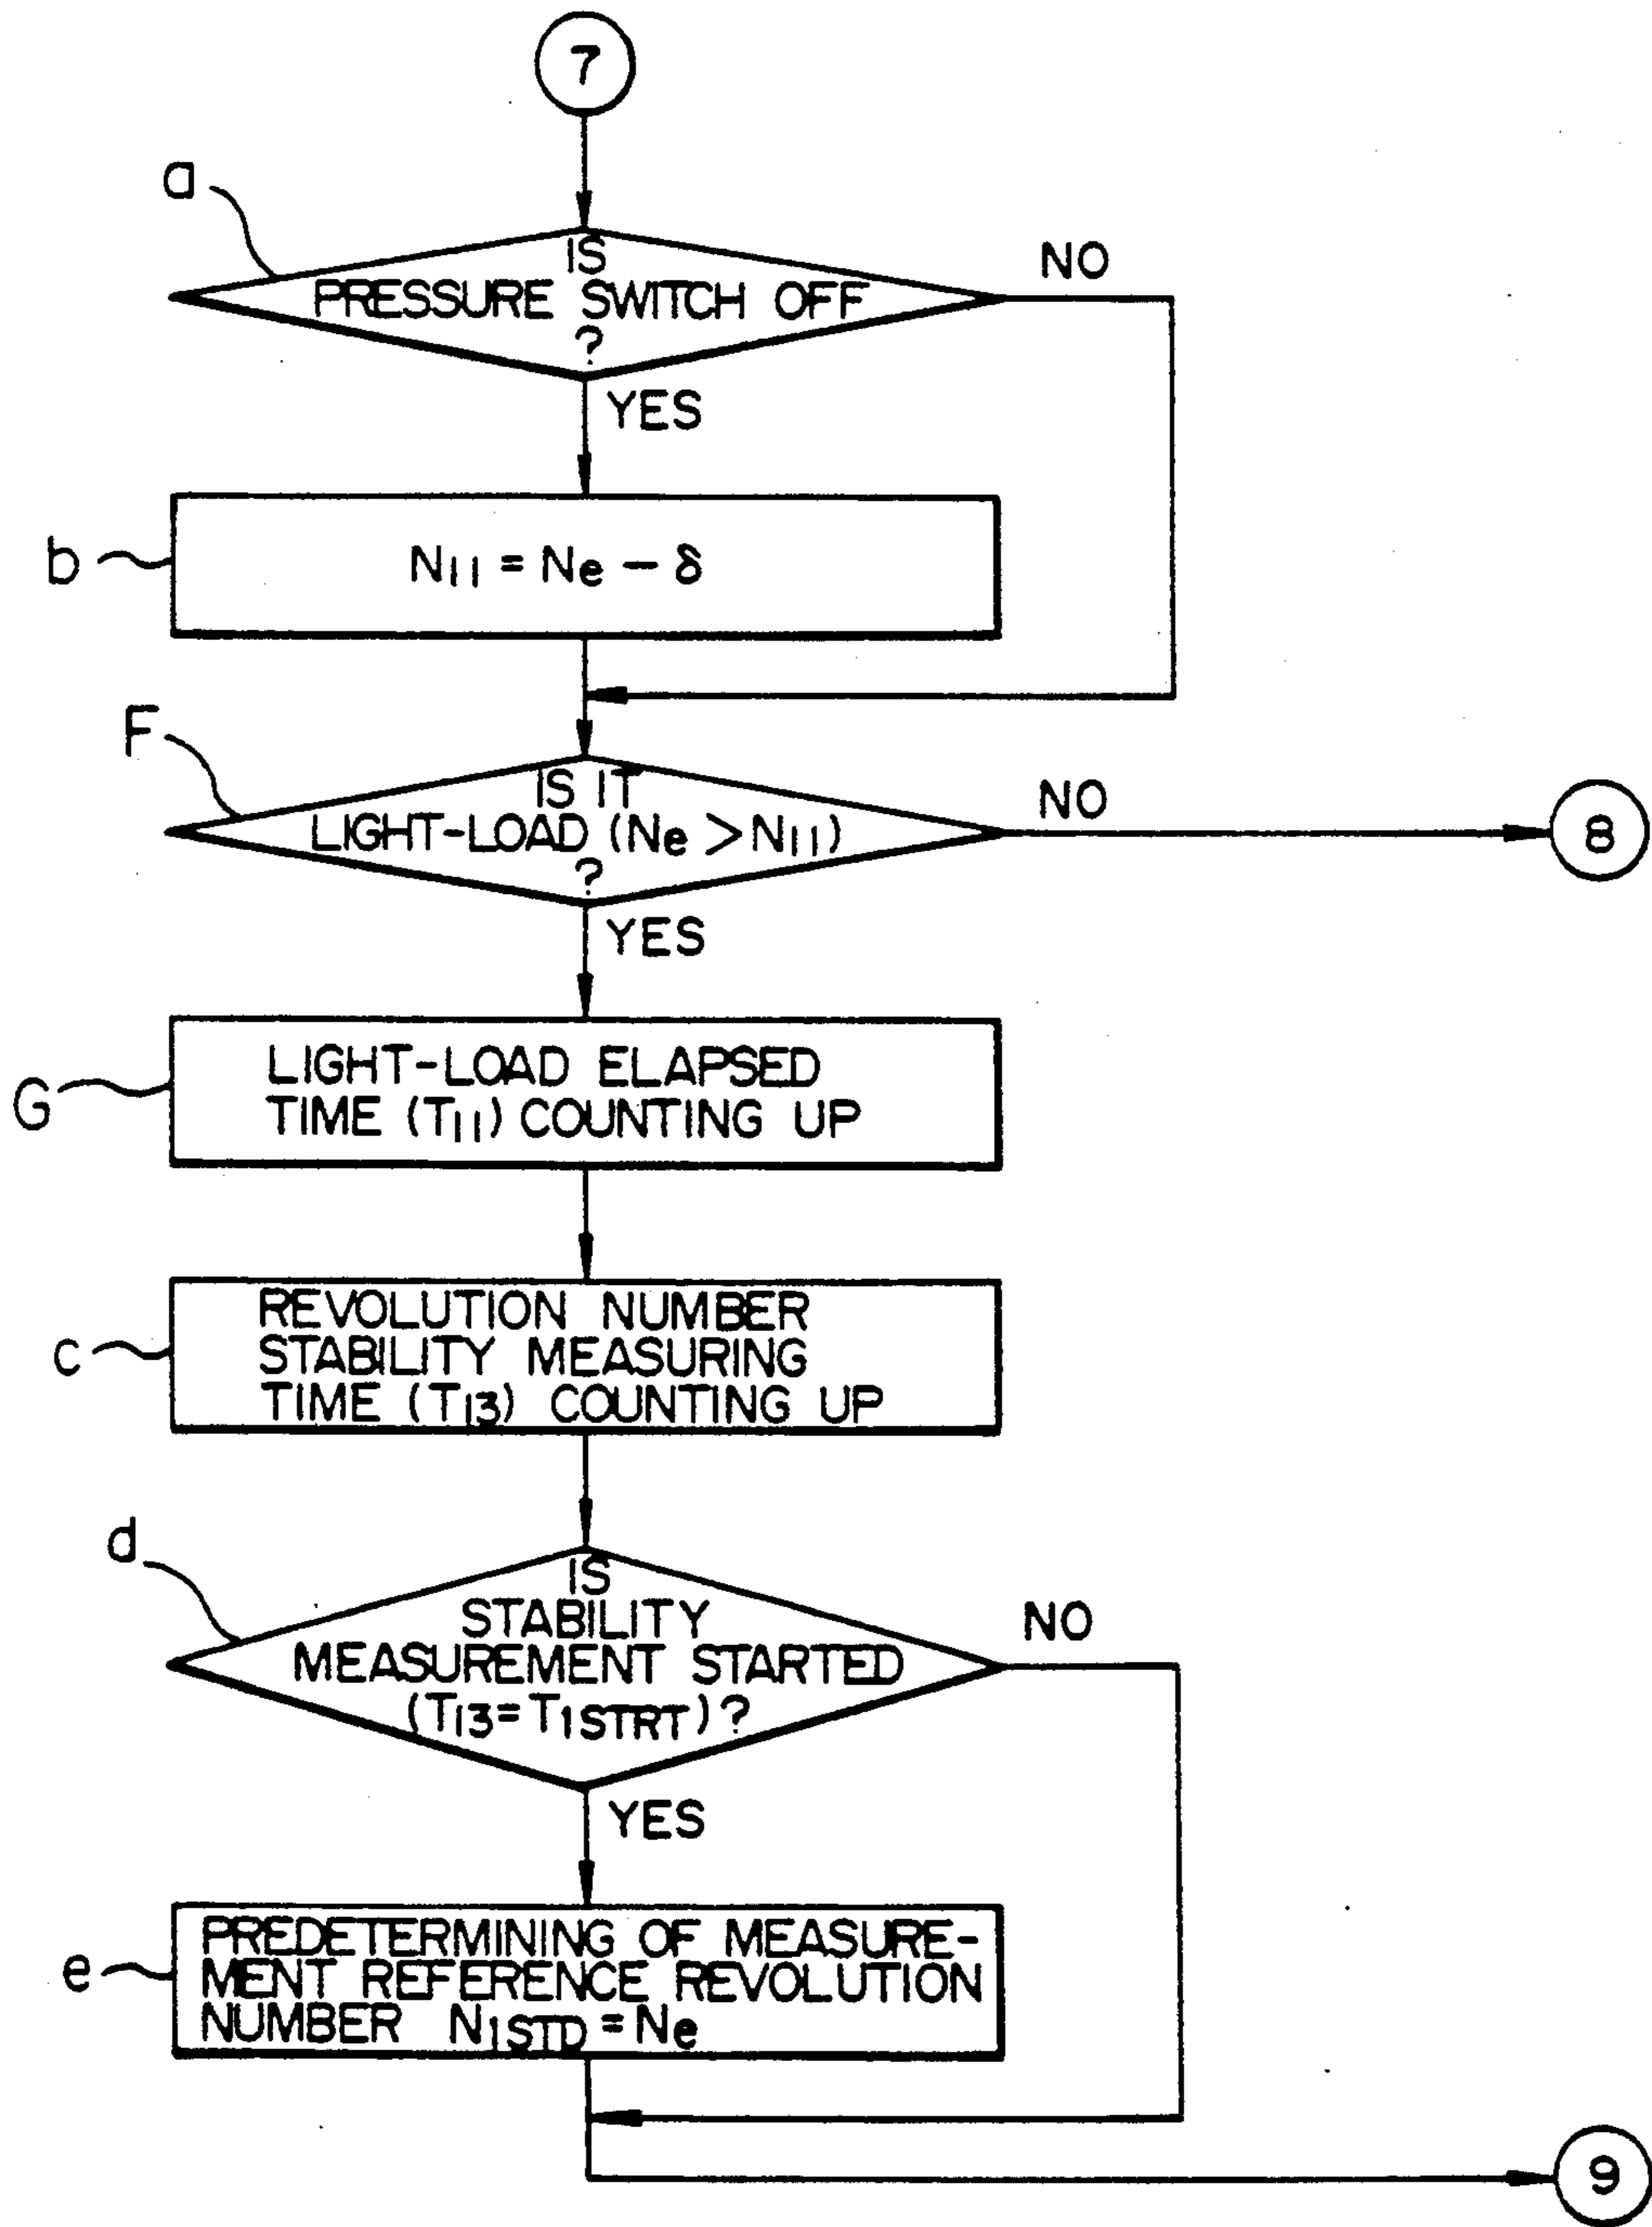 7
a
IS
PRESSURE SWITCH OFF
?
NO
YES
b
N11 = Ne − δ
F
IS IT
LIGHT-LOAD (Ne > N11)
?
NO
8
YES
G
LIGHT-LOAD ELAPSED
TIME (T11) COUNTING UP
c
REVOLUTION NUMBER
STABILITY MEASURING
TIME (T13) COUNTING UP
d
IS
STABILITY
MEASUREMENT STARTED
(T13=T1STRT)?
NO
YES
e
PREDETERMINING OF MEASURE-
MENT REFERENCE REVOLUTION
NUMBER N1STD = Ne
9